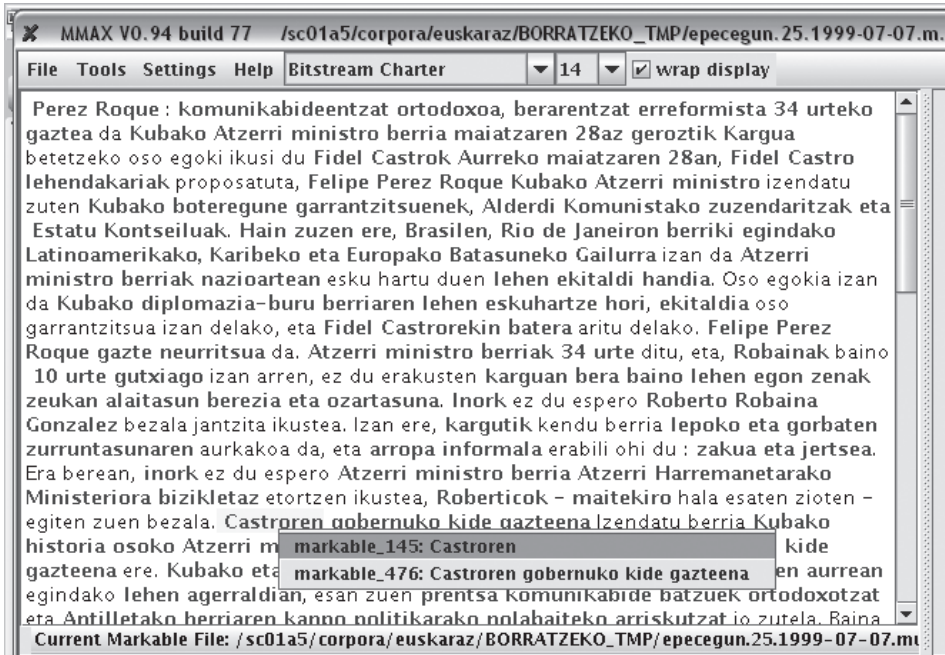 MMAX V0.94 build 77 /sc01a5/corpora/euskaraz/BORRATZEKO_TMP/epecegun.25.1999-07-07.m.
File Tools Settings Help Bitstream Charter 14 wrap display
Perez Roque : komunikabideentzat ortodoxoa, berarentzat erreformista 34 urteko
gaztea da Kubako Atzerri ministro berria maiatzaren 28az geroztik Kargua
betetzeko oso egoki ikusi du Fidel Castrok Aurreko maiatzaren 28an, Fidel Castro
lehendakariak proposatuta, Felipe Perez Roque Kubako Atzerri ministro izendatu
zuten Kubako boteregune garrantzitsuenek, Alderdi Komunistako zuzendaritzak eta
Estatu Kontseiluak. Hain zuzen ere, Brasilen, Rio de Janeiron berriki egindako
Latinoamerikako, Karibeko eta Europako Batasuneko Gailurra izan da Atzerri
ministro berriak nazioartean esku hartu duen lehen ekitaldi handia. Oso egokia izan
da Kubako diplomazia-buru berriaren lehen eskuhartze hori, ekitaldia oso
garrantzitsua izan delako, eta Fidel Castrorekin batera aritu delako. Felipe Perez
Roque gazte neurritsua da. Atzerri ministro berriak 34 urte ditu, eta, Robainak baino
10 urte gutxiago izan arren, ez du erakusten karguan bera baino lehen egon zenak
zeukan alaitasun berezia eta ozartasuna. Inork ez du espero Roberto Robaina
Gonzalez bezala jantzita ikustea. Izan ere, kargutik kendu berria lepoko eta gorbaten
zurruntasunaren aurkakoa da, eta arropa informala erabili ohi du : zakua eta jertsea.
Era berean, inork ez du espero Atzerri ministro berria Atzerri Harremanetarako
Ministeriora bizikletaz etortzen ikustea, Roberticok - maitekiro hala esaten zioten -
egiten zuen bezala. Castroren gobernuko kide gazteena Izendatu berria Kubako
historia osoko Atzerri m kide
markable_145: Castroren
gazteena ere. Kubako eta en aurrean
markable_476: Castroren gobernuko kide gazteena
egindako lehen agerraldian, esan zuen prentsa komunikabide batzuek ortodoxotzat
eta Antilletako herriaren kanpo politikarako nolabaiteko arriskutzat jo zutela. Baina
Current Markable File: /sc01a5/corpora/euskaraz/BORRATZEKO_TMP/epecegun.25.1999-07-07.mu